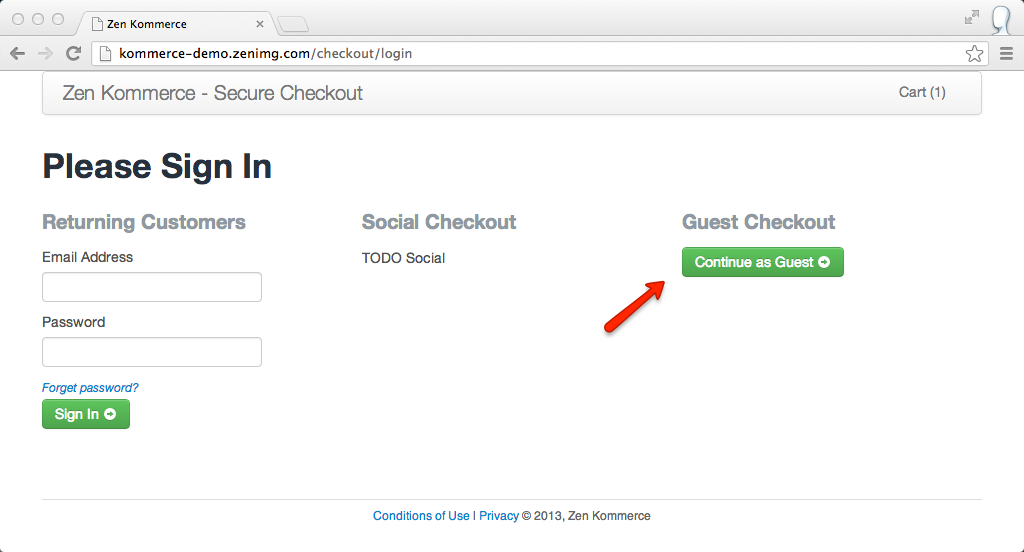 Zen Kommerce
kommerce-demo.zenimg.com/checkout/login
Zen Kommerce - Secure Checkout
Cart (1)
Please Sign In
Returning Customers
Email Address
Password
Forget password?
Sign In
Social Checkout
TODO Social
Guest Checkout
Continue as Guest
Conditions of Use | Privacy © 2013, Zen Kommerce